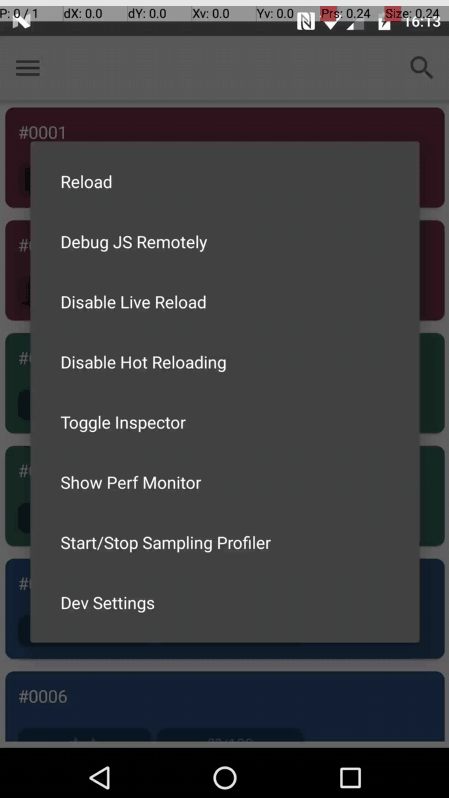 P: 0 / 1 dX: 0.0 dY: 0.0 Xv: 0.0 Yv: 0.0 Prs: 0.24 Size: 0.24
16:13
#0001
Reload
Debug JS Remotely
Disable Live Reload
Disable Hot Reloading
Toggle Inspector
Show Perf Monitor
Start/Stop Sampling Profiler
Dev Settings
#0006